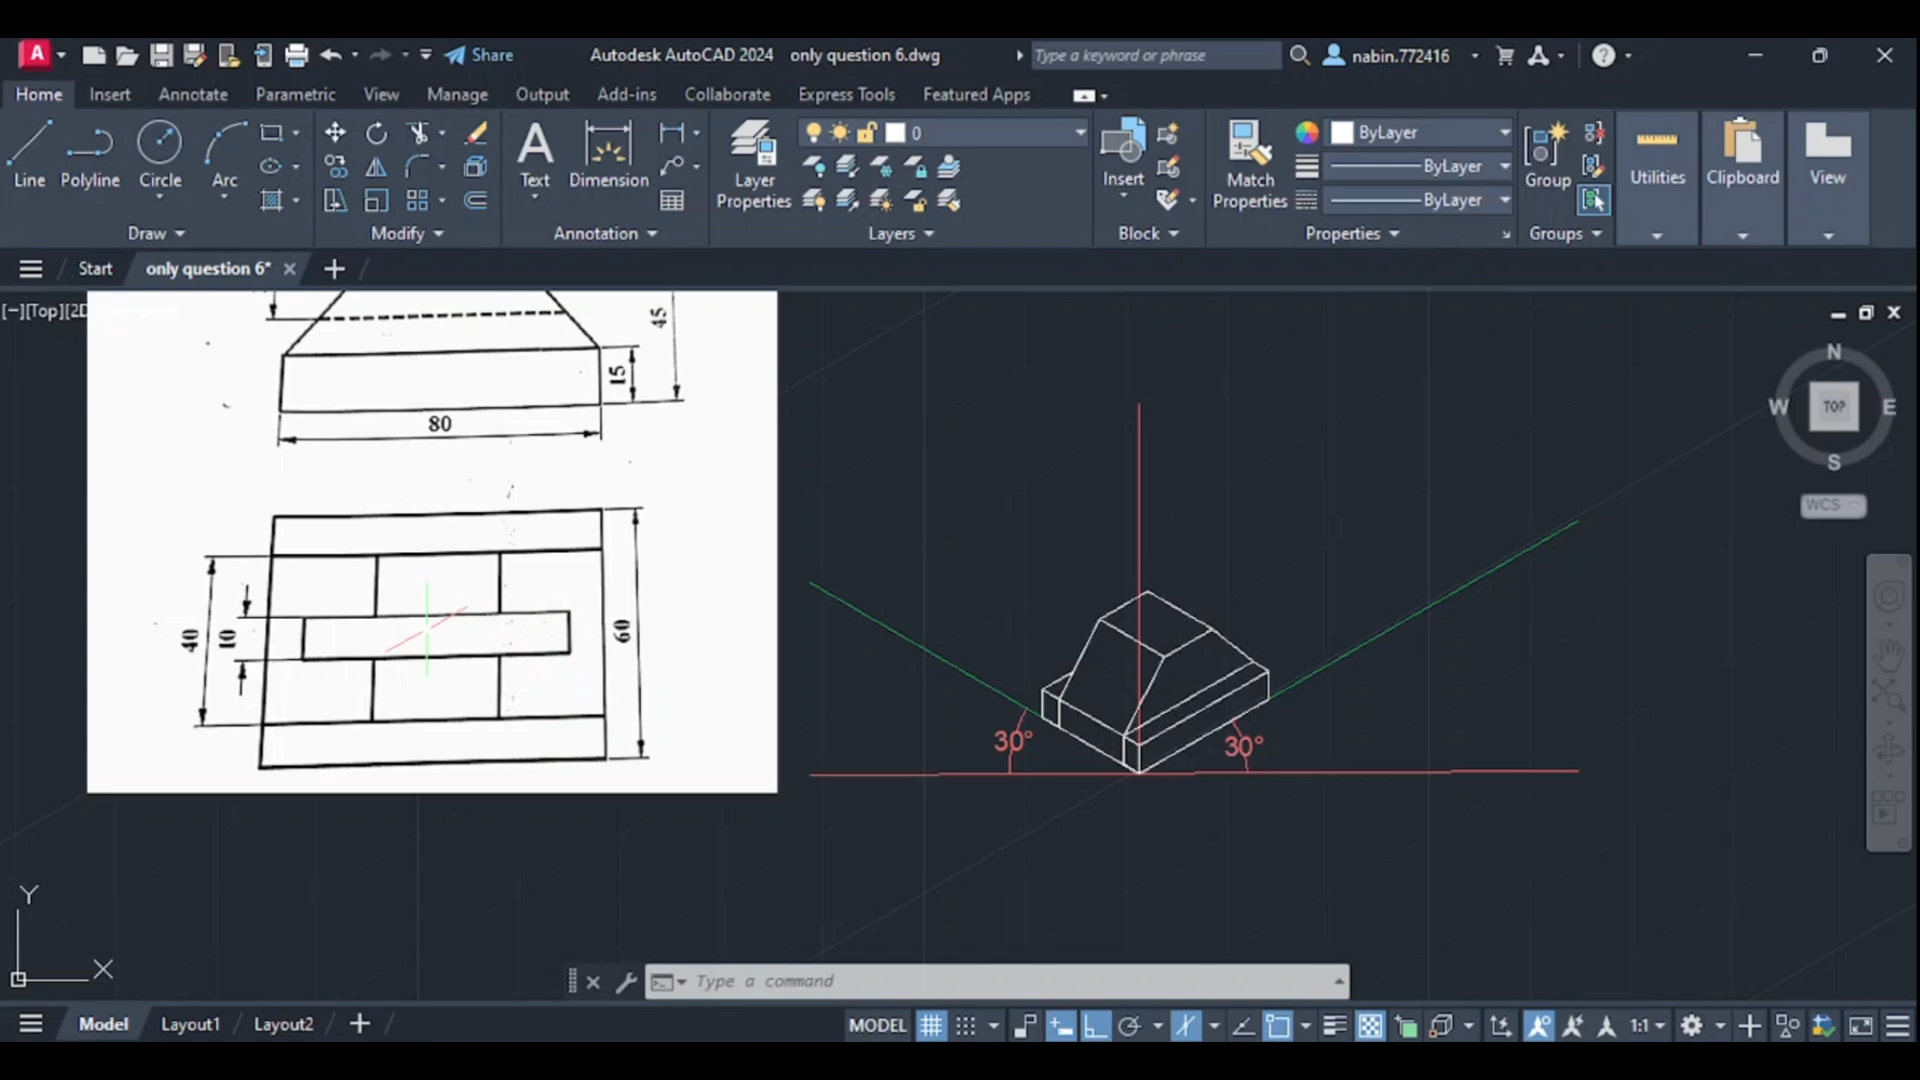 A Share Autodesk AutoCAD 2024 only question 6.dwg Type a keyword or phrase nabin.772416
Home Insert Annotate Parametric View Manage Output Add-ins Collaborate Express Tools Featured Apps
Line Polyline Circle Arc
Draw
Modify
Text Dimension
Annotation
Layer Properties
0
Layers
Insert
Block
Match Properties
ByLayer
ByLayer
ByLayer
Properties
Group
Groups
Utilities
Clipboard
View
Start only question 6*
[−][Top][2D
45
15
80
40
10
60
30°
30°
N
W TOP E
S
WCS
Y
X
Type a command
Model Layout1 Layout2
MODEL 1:1